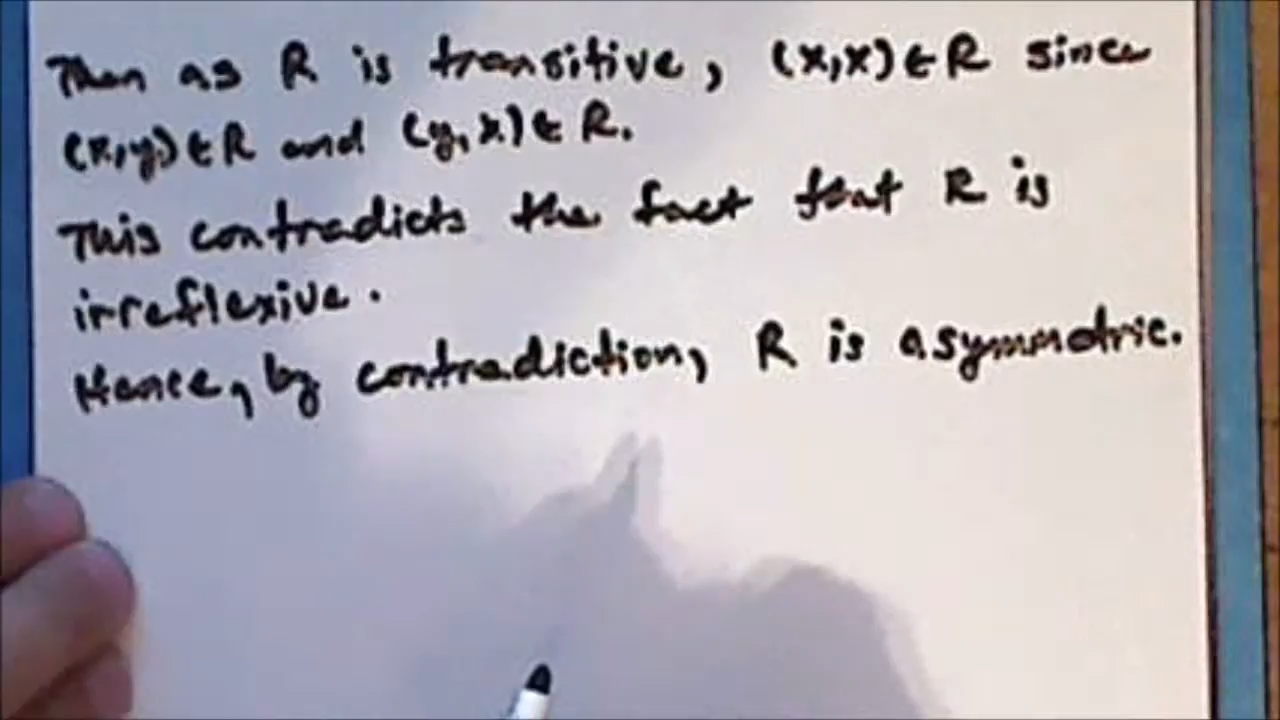 Then as R is transitive, (x,x) ∈ R since
(x,y) ∈ R and (y,x) ∈ R.
This contradicts the fact that R is
irreflexive.
Hence, by contradiction, R is asymmetric.